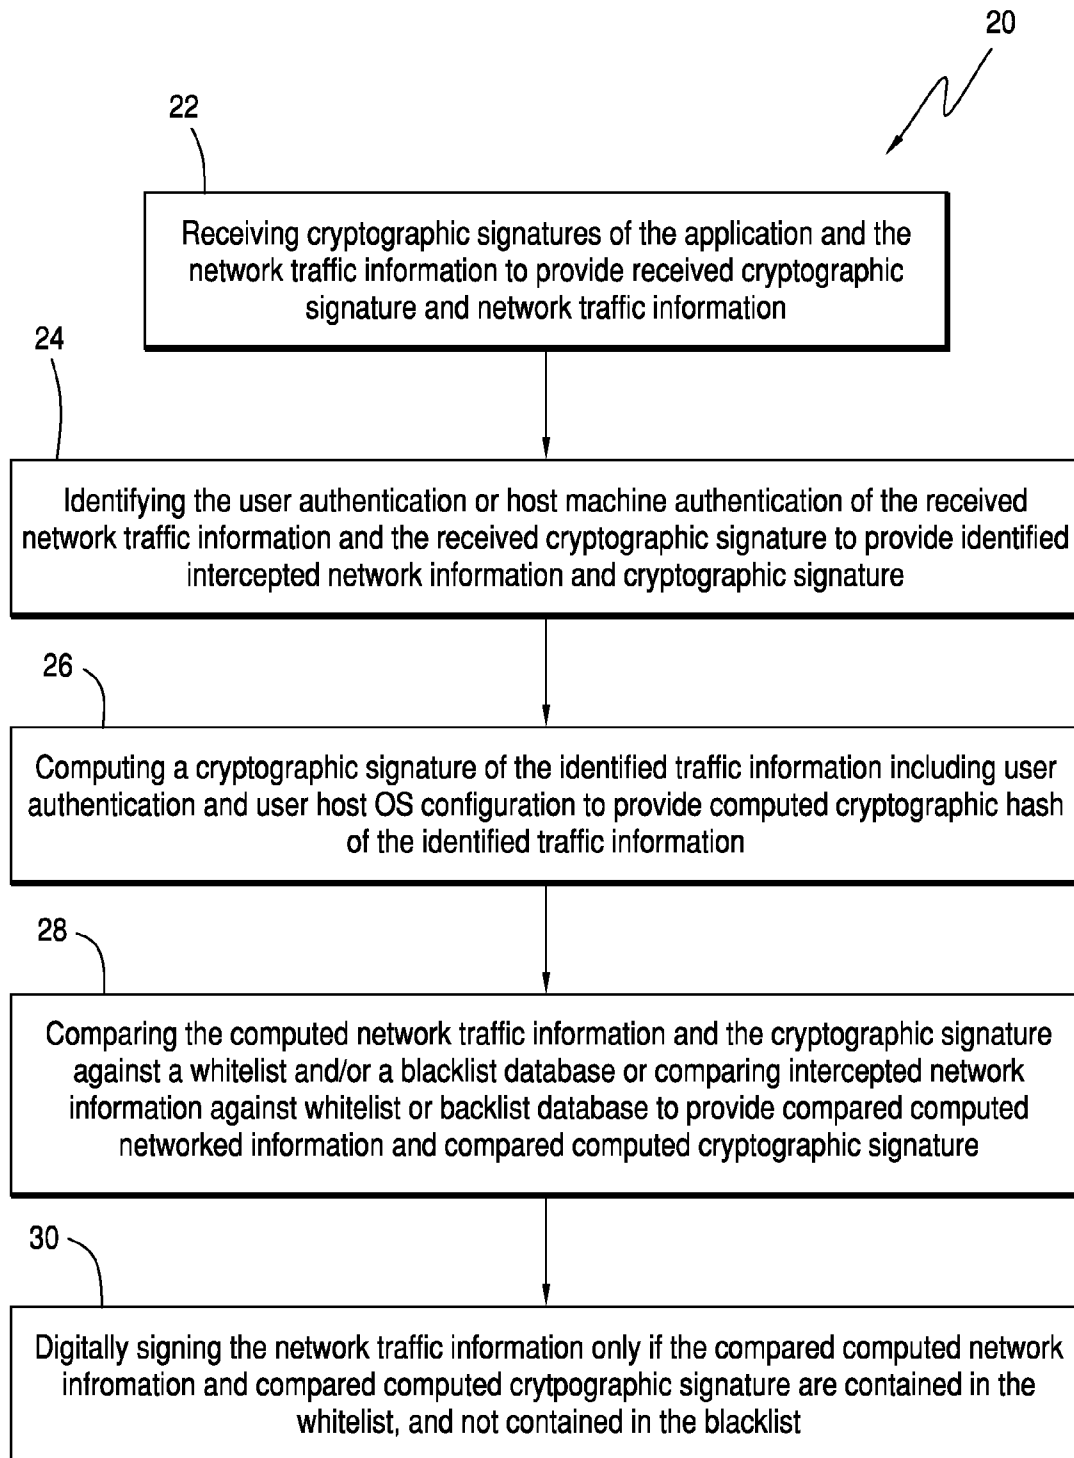 20
22
Receiving cryptographic signatures of the application and the
network traffic information to provide received cryptographic
signature and network traffic information
24
Identifying the user authentication or host machine authentication of the received
network traffic information and the received cryptographic signature to provide identified
intercepted network information and cryptographic signature
26
Computing a cryptographic signature of the identified traffic information including user
authentication and user host OS configuration to provide computed cryptographic hash
of the identified traffic information
28
Comparing the computed network traffic information and the cryptographic signature
against a whitelist and/or a blacklist database or comparing intercepted network
information against whitelist or backlist database to provide compared computed
networked information and compared computed cryptographic signature
30
Digitally signing the network traffic information only if the compared computed network
infromation and compared computed crytpographic signature are contained in the
whitelist, and not contained in the blacklist